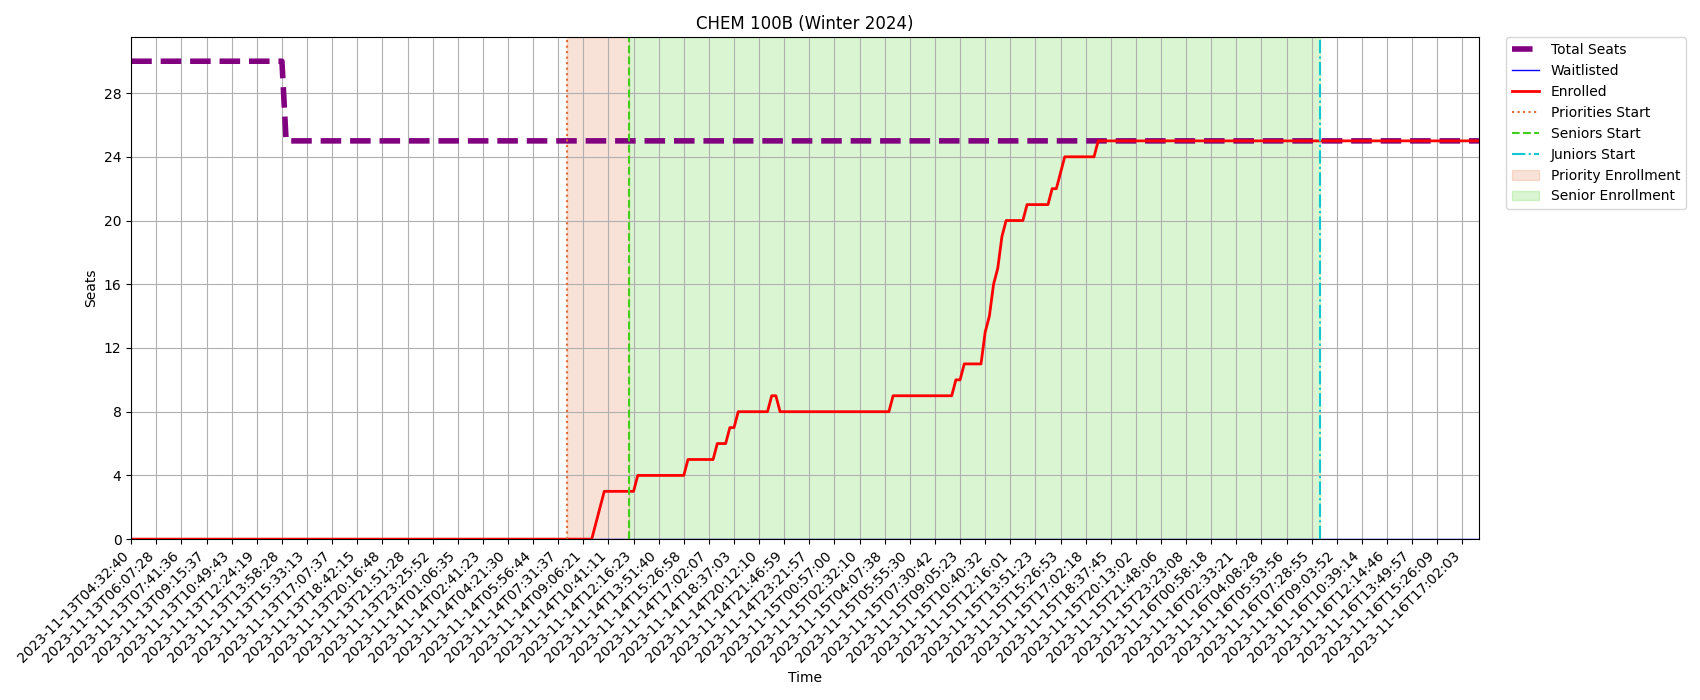 CHEM 100B (Winter 2024)
Seats
28
24
20
16
12
8
4
0
2023-11-13T04:32:40
2023-11-13T06:07:28
2023-11-13T07:41:36
2023-11-13T09:15:37
2023-11-13T10:49:43
2023-11-13T12:24:19
2023-11-13T13:58:28
2023-11-13T15:33:13
2023-11-13T17:07:37
2023-11-13T18:42:15
2023-11-13T20:16:48
2023-11-13T21:51:28
2023-11-13T23:25:52
2023-11-14T01:06:35
2023-11-14T02:41:23
2023-11-14T04:21:30
2023-11-14T05:56:44
2023-11-14T07:31:37
2023-11-14T09:06:21
2023-11-14T10:41:11
2023-11-14T12:16:23
2023-11-14T13:51:40
2023-11-14T15:26:58
2023-11-14T17:02:07
2023-11-14T18:37:03
2023-11-14T20:12:10
2023-11-14T21:46:59
2023-11-14T23:21:57
2023-11-15T00:57:00
2023-11-15T02:32:10
2023-11-15T04:07:38
2023-11-15T05:55:30
2023-11-15T07:30:42
2023-11-15T09:05:23
2023-11-15T10:40:32
2023-11-15T12:16:01
2023-11-15T13:51:23
2023-11-15T15:26:53
2023-11-15T17:02:18
2023-11-15T18:37:45
2023-11-15T20:13:02
2023-11-15T21:48:06
2023-11-15T23:23:08
2023-11-16T00:58:18
2023-11-16T02:33:21
2023-11-16T04:08:28
2023-11-16T05:53:56
2023-11-16T07:28:55
2023-11-16T09:03:52
2023-11-16T10:39:14
2023-11-16T12:14:46
2023-11-16T13:49:57
2023-11-16T15:26:09
2023-11-16T17:02:03
Time
Total Seats
Waitlisted
Enrolled
Priorities Start
Seniors Start
Juniors Start
Priority Enrollment
Senior Enrollment